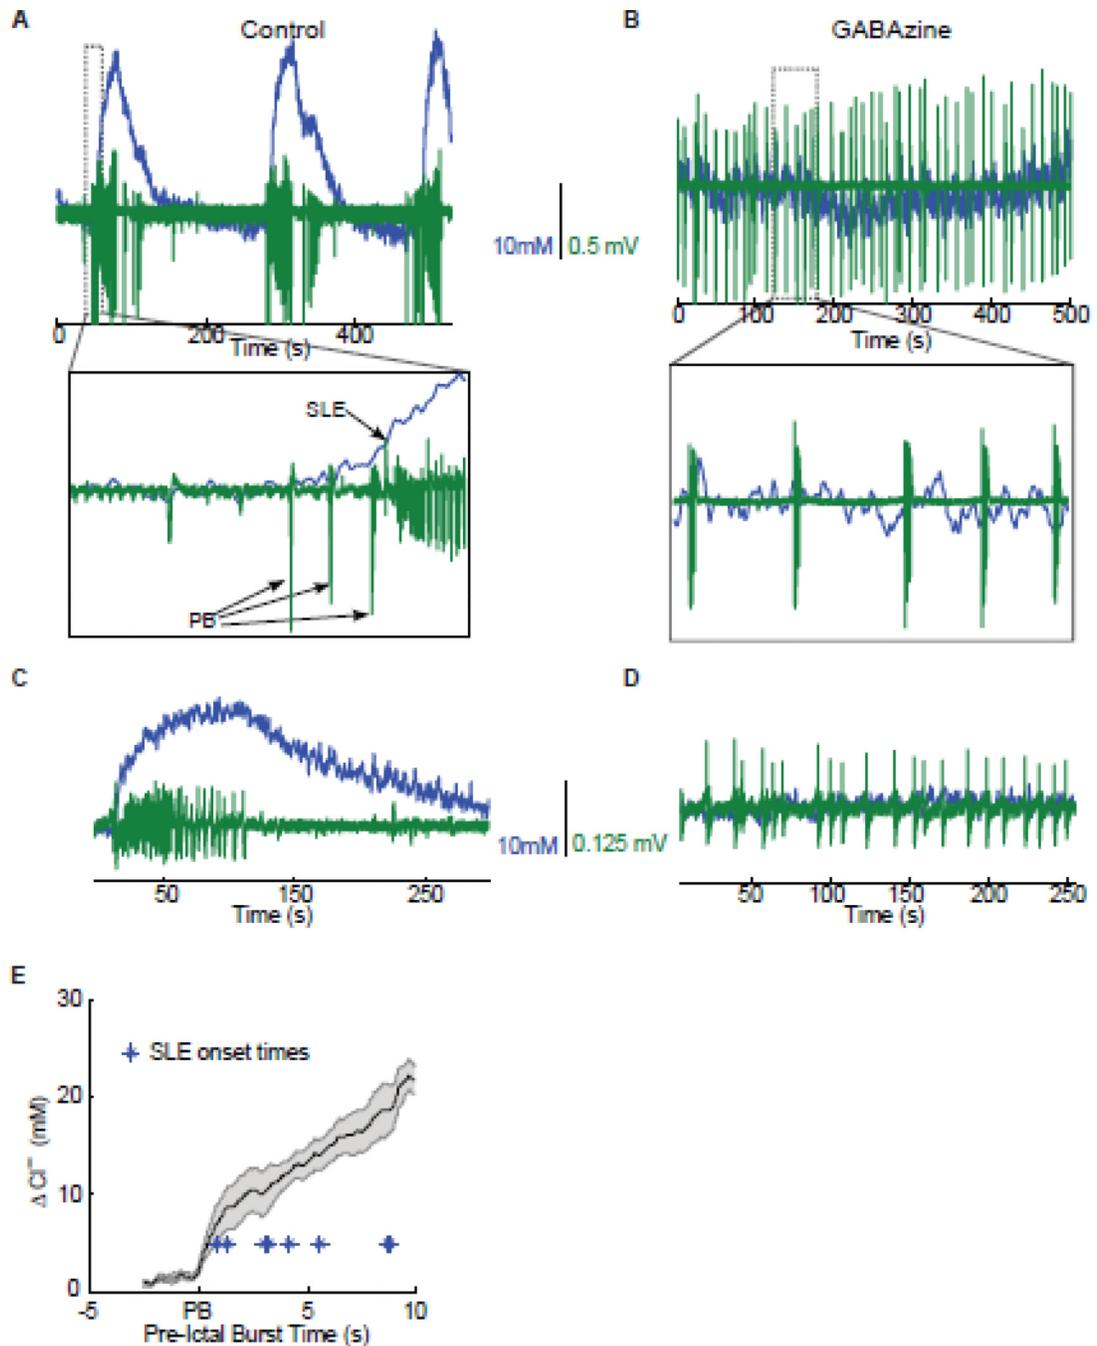 A
Control
B
GABAzine
10mM 0.5 mV
0 200 400
Time (s)
0 100 200 300 400 500
Time (s)
SLE
PB
C
D
10mM 0.125 mV
50 150 250
Time (s)
50 100 150 200 250
Time (s)
E
30
SLE onset times
20
Δ Cl⁻ (mM)
10
0
-5 PB 5 10
Pre-Ictal Burst Time (s)